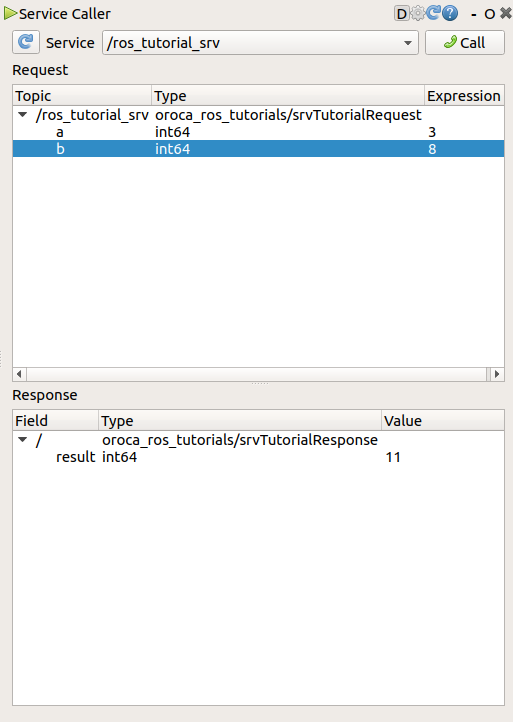 Service Caller D ? - O
Service /ros_tutorial_srv Call
Request
Topic Type Expression
/ros_tutorial_srv oroca_ros_tutorials/srvTutorialRequest
a int64 3
b int64 8
Response
Field Type Value
/ oroca_ros_tutorials/srvTutorialResponse
result int64 11